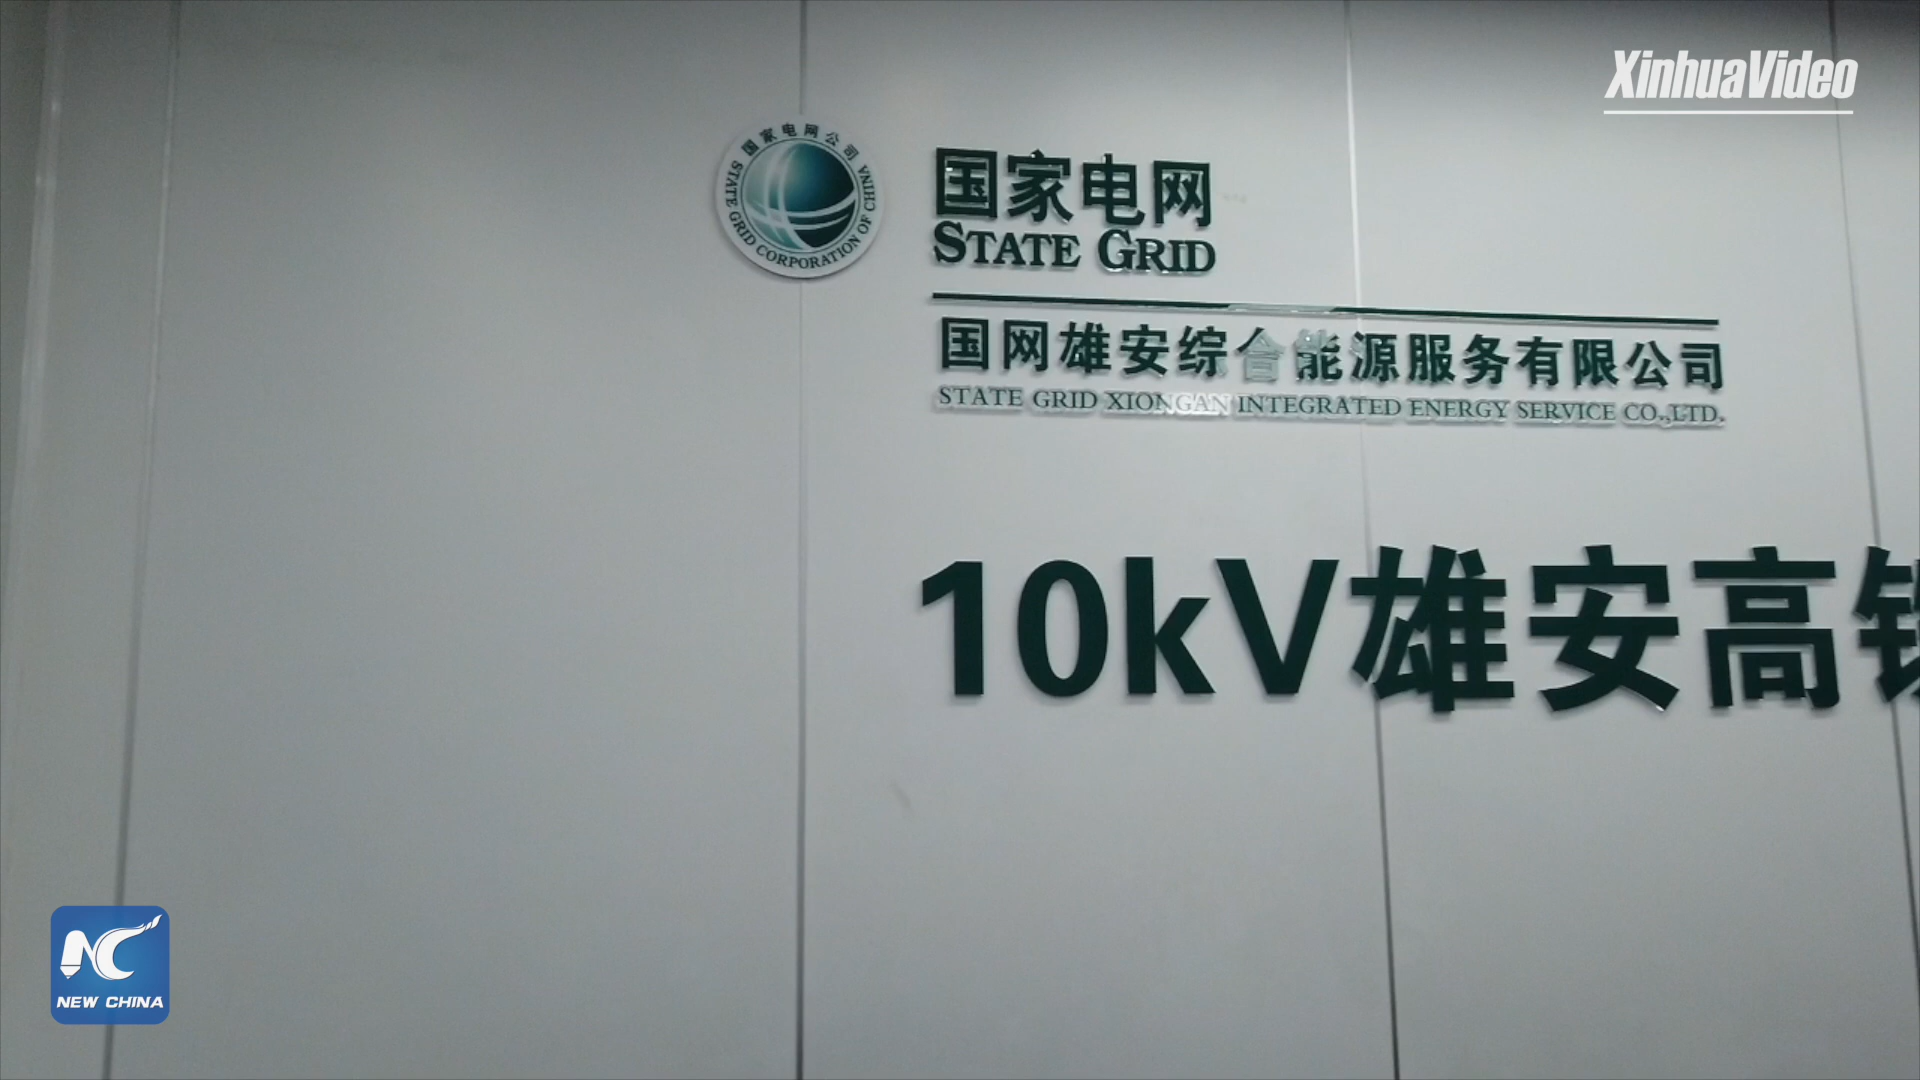 XinhuaVideo
国家电网公司
STATE GRID CORPORATION OF CHINA
国家电网
STATE GRID
国网雄安综合能源服务有限公司
STATE GRID XIONGAN INTEGRATED ENERGY SERVICE CO.,LTD.
10kV雄安高铁
NEW CHINA